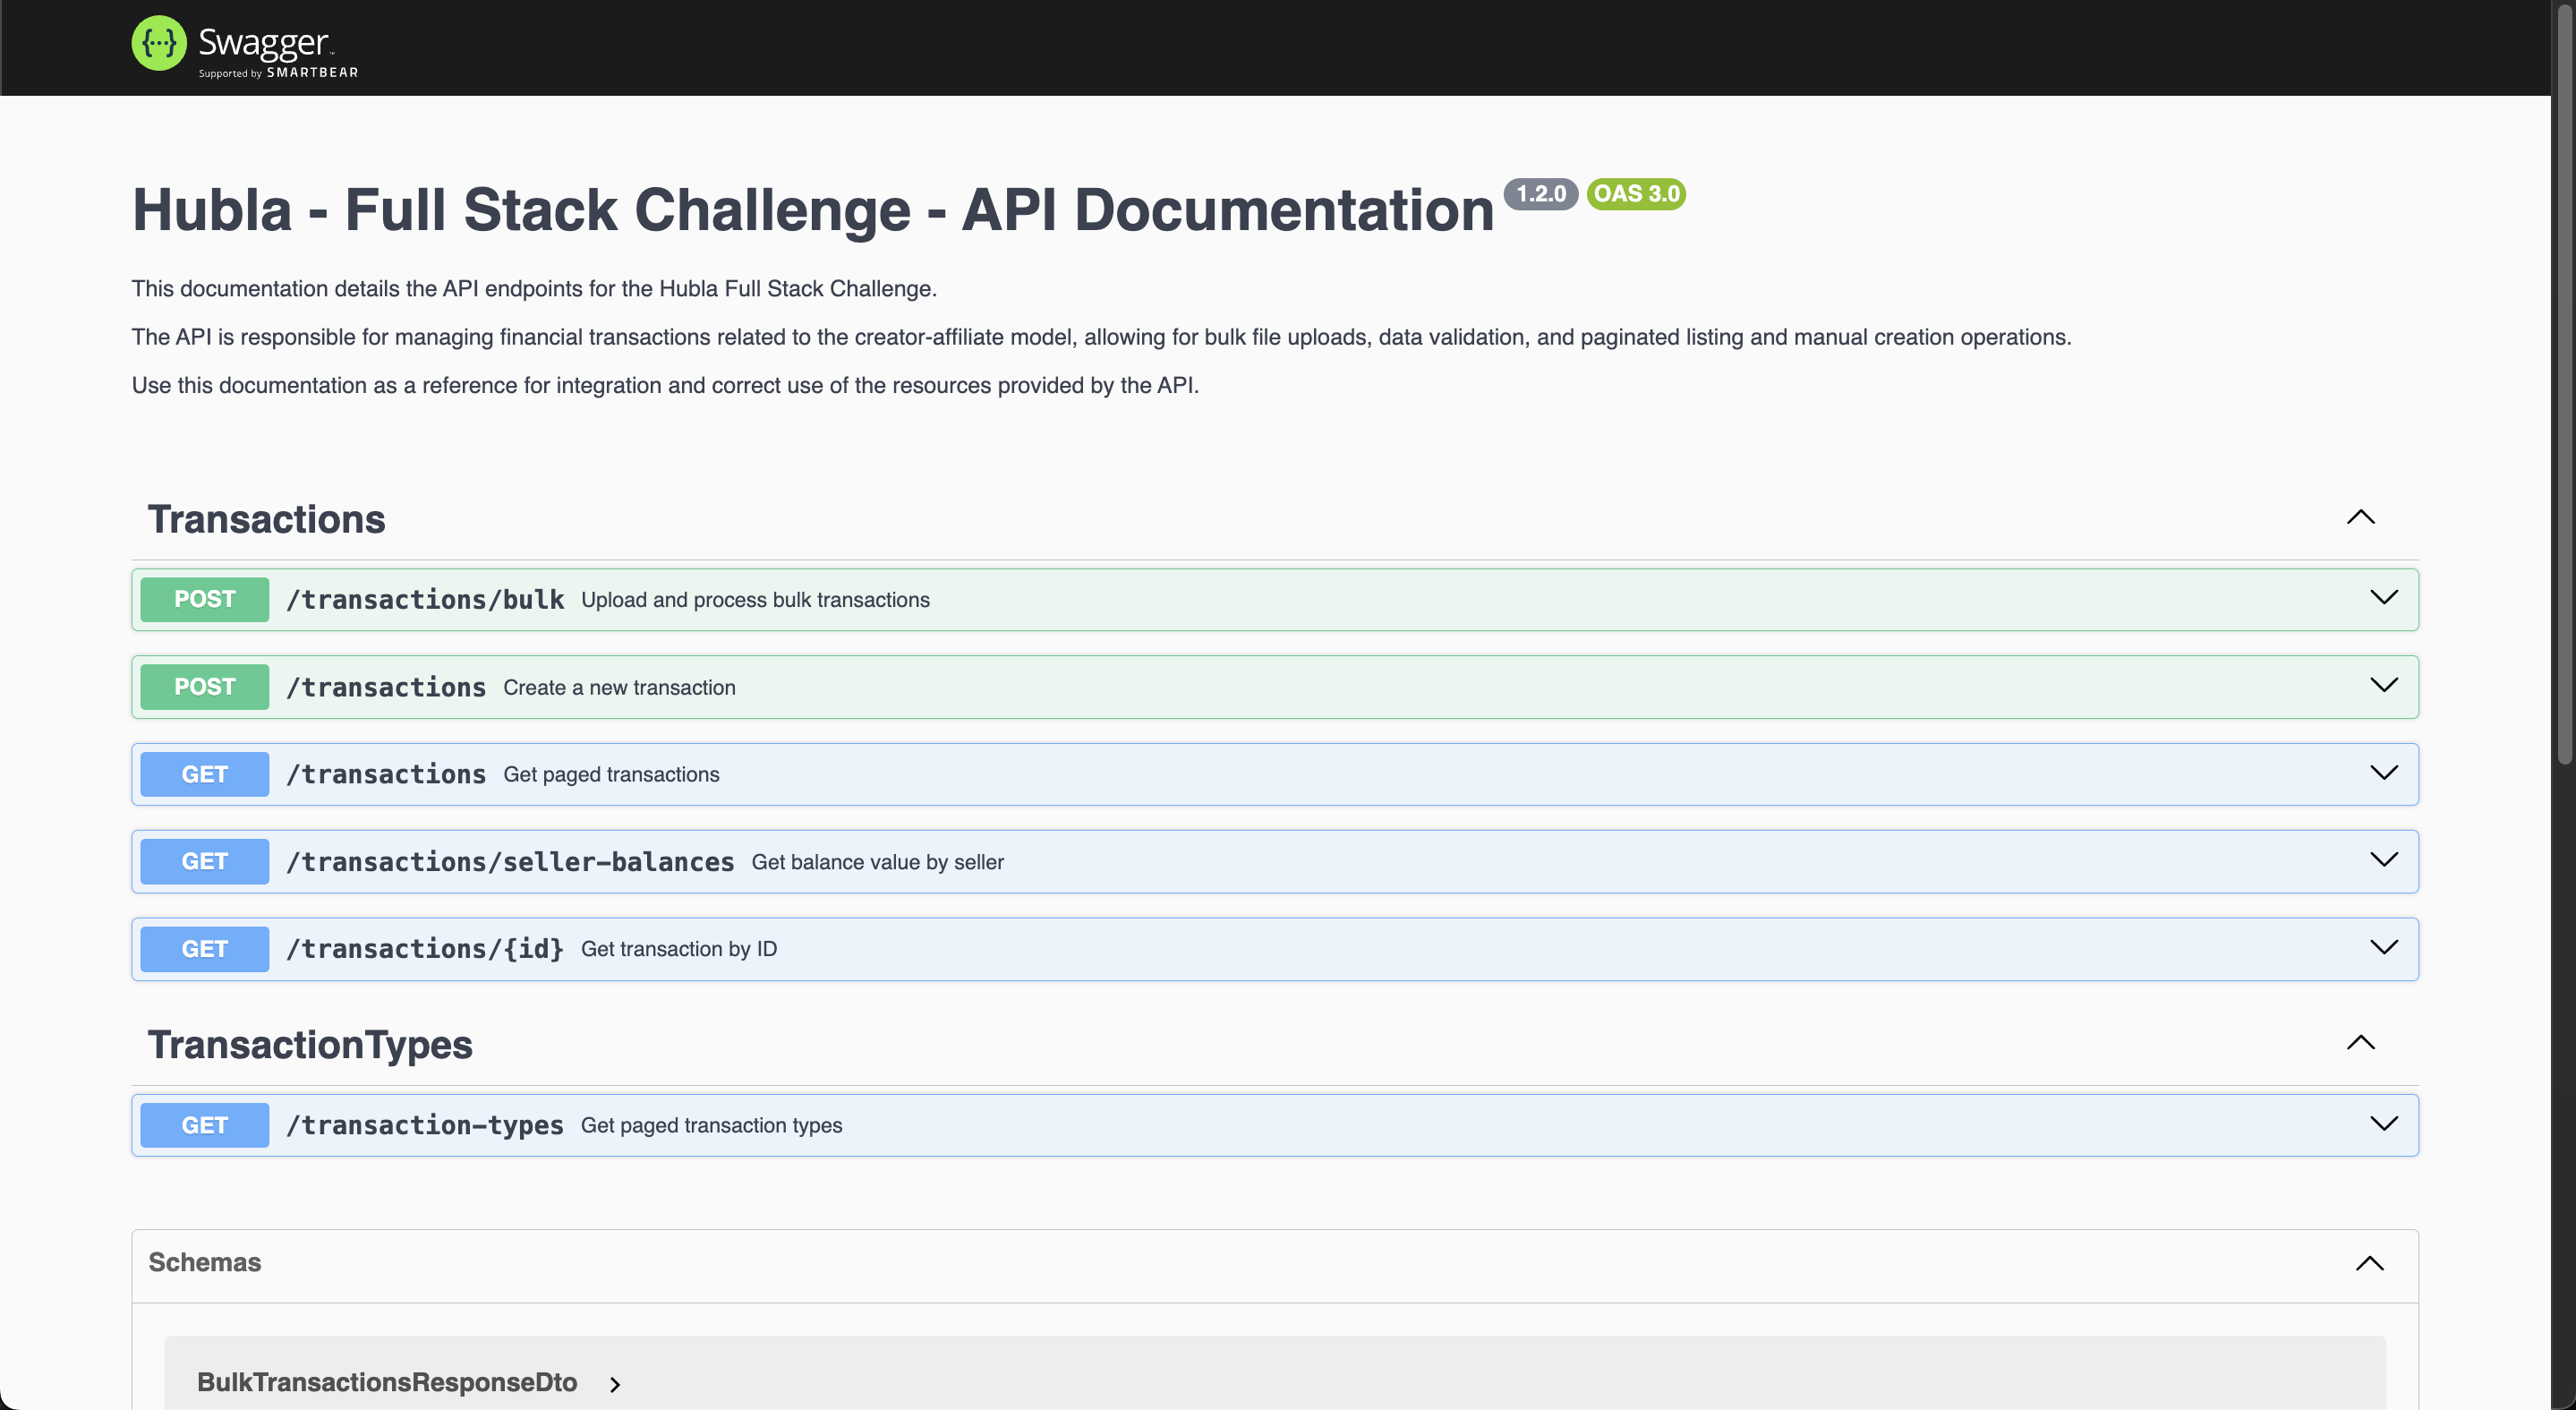 {···} Swagger™
Supported by SMARTBEAR
Hubla - Full Stack Challenge - API Documentation 1.2.0 OAS 3.0
This documentation details the API endpoints for the Hubla Full Stack Challenge.
The API is responsible for managing financial transactions related to the creator-affiliate model, allowing for bulk file uploads, data validation, and paginated listing and manual creation operations.
Use this documentation as a reference for integration and correct use of the resources provided by the API.
Transactions
POST /transactions/bulk Upload and process bulk transactions
POST /transactions Create a new transaction
GET /transactions Get paged transactions
GET /transactions/seller-balances Get balance value by seller
GET /transactions/{id} Get transaction by ID
TransactionTypes
GET /transaction-types Get paged transaction types
Schemas
BulkTransactionsResponseDto